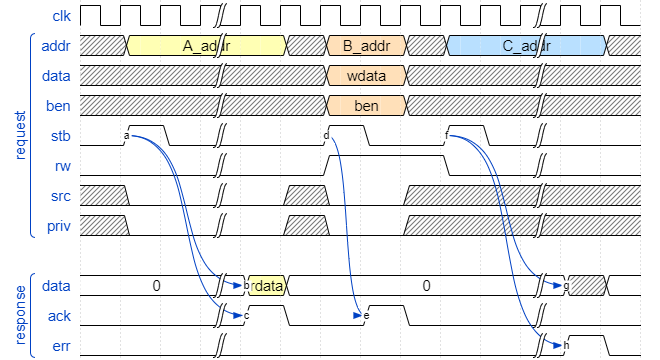 clk
request
addr A_addr B_addr C_addr
data wdata
ben ben
stb a d f
rw
src
priv
response
data 0 b rdata 0 g
ack c e
err h